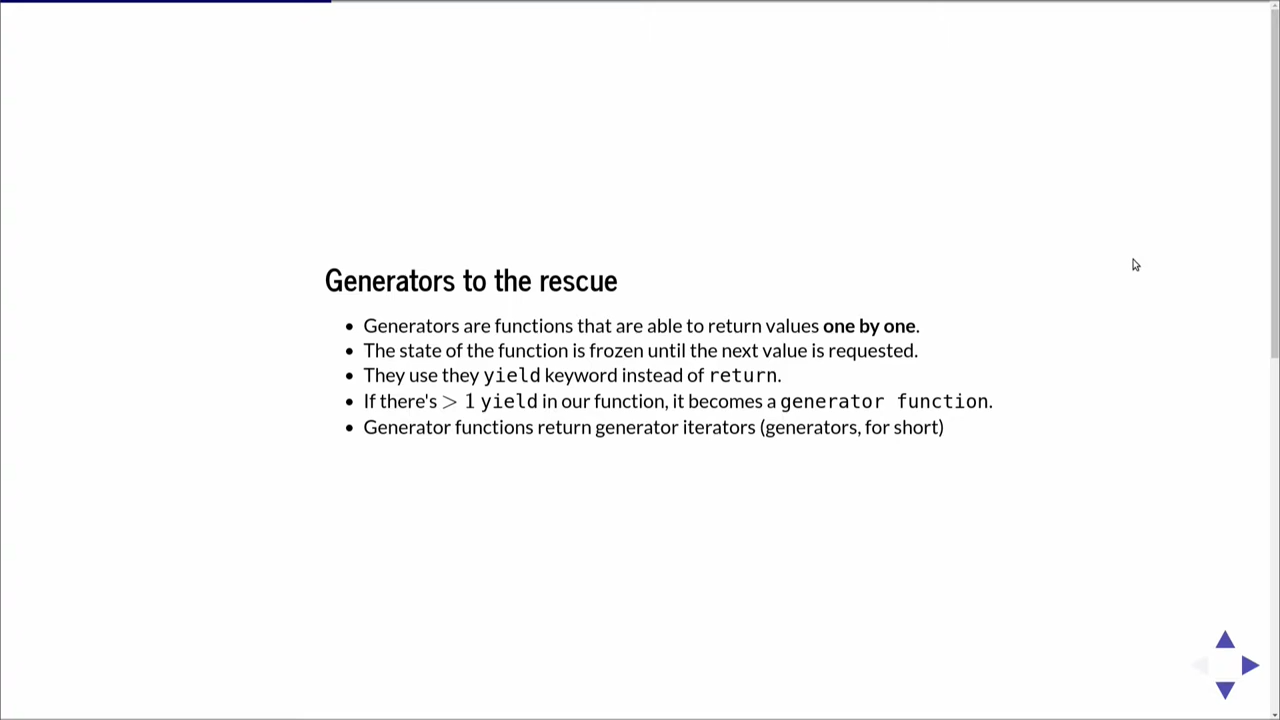 Generators to the rescue
• Generators are functions that are able to return values one by one.
• The state of the function is frozen until the next value is requested.
• They use they yield keyword instead of return.
• If there's > 1 yield in our function, it becomes a generator function.
• Generator functions return generator iterators (generators, for short)